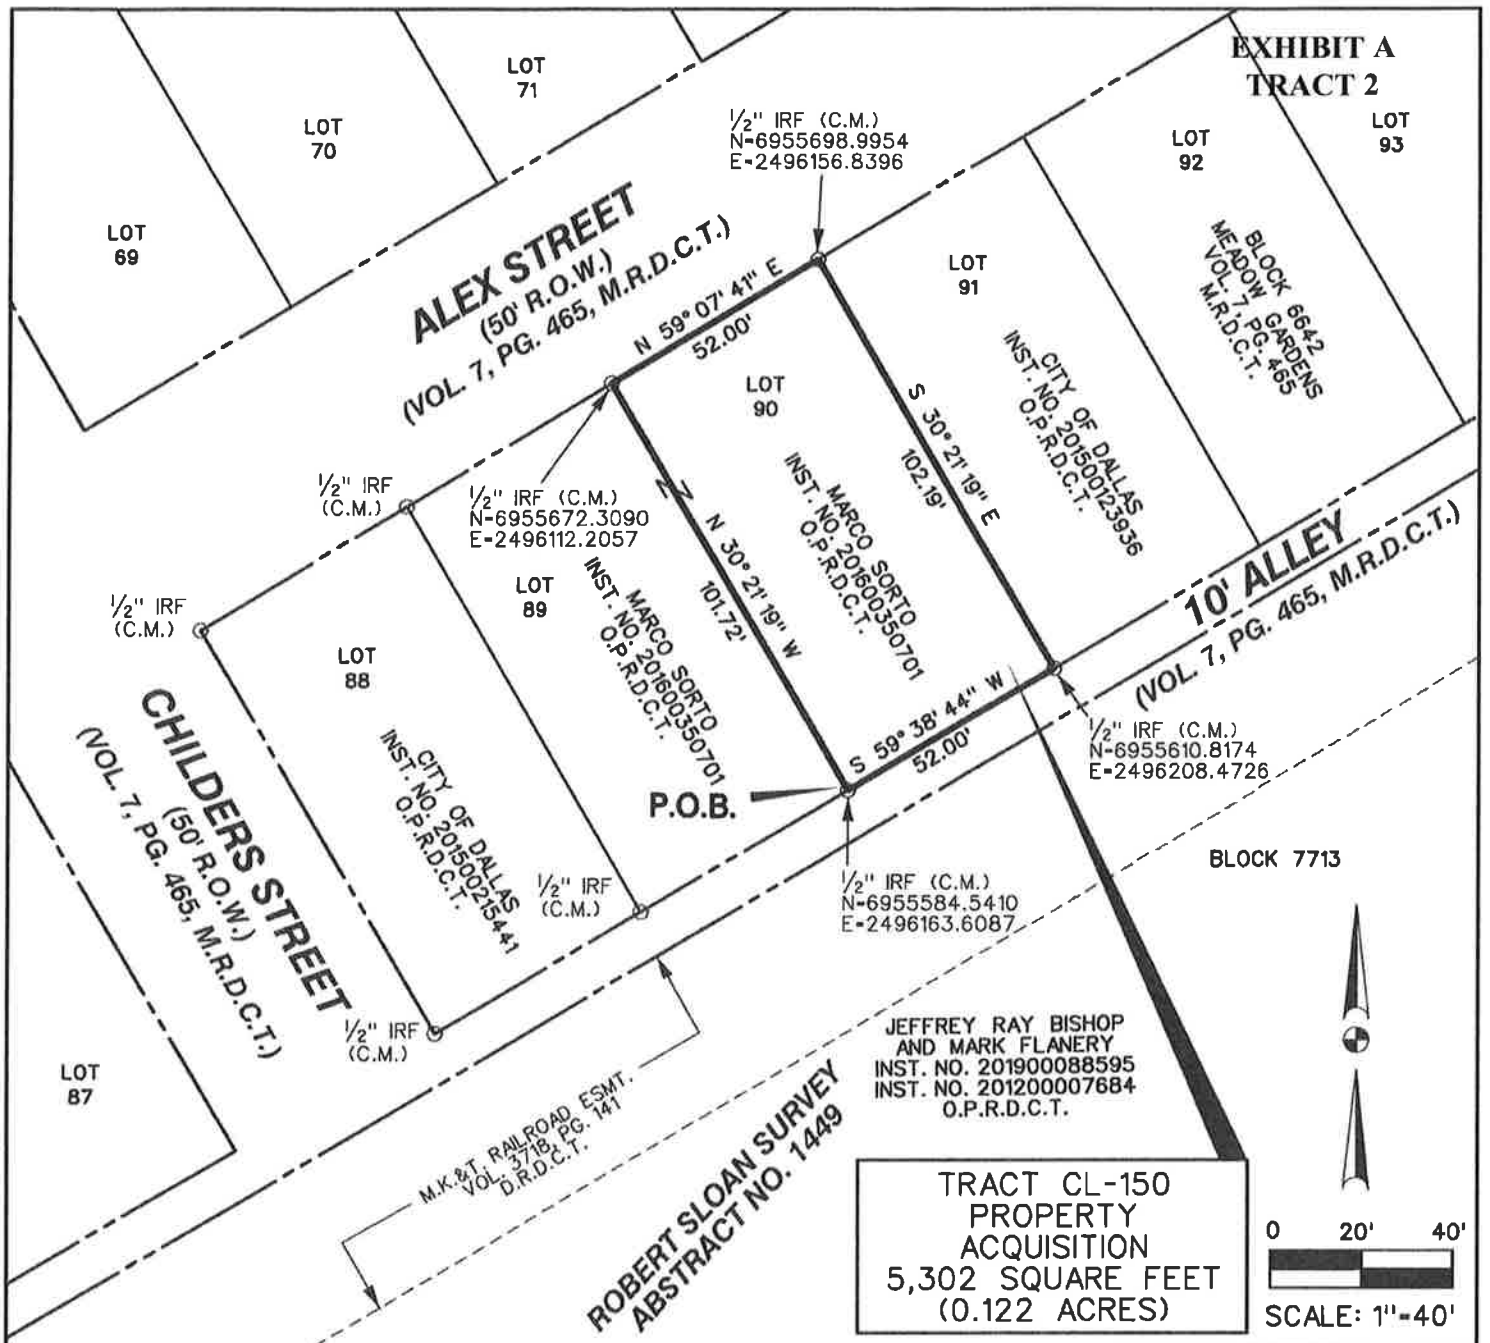 EXHIBIT A
TRACT 2
LOT
71
LOT
70
LOT
69
1/2" IRF (C.M.)
N=6955698.9954
E=2496156.8396
LOT
92
LOT
93
ALEX STREET
(50' R.O.W.)
(VOL. 7, PG. 465, M.R.D.C.T.)
N 59° 07' 41" E
52.00'
LOT
91
BLOCK 6642
MEADOW GARDENS
VOL. 7, PG. 465
M.R.D.C.T.
LOT
90
S 30° 21' 19" E
102.19'
CITY OF DALLAS
INST. NO. 201500123936
O.P.R.D.C.T.
1/2" IRF
(C.M.)
1/2" IRF (C.M.)
N=6955672.3090
E=2496112.2057
N 30° 21' 19" W
101.72'
MARCO SORTO
INST. NO. 201600350701
O.P.R.D.C.T.
10' ALLEY
(VOL. 7, PG. 465, M.R.D.C.T.)
1/2" IRF
(C.M.)
LOT
89
MARCO SORTO
INST. NO. 201600350701
O.P.R.D.C.T.
LOT
88
CITY OF DALLAS
INST. NO. 201500215441
O.P.R.D.C.T.
CHILDERS STREET
(50' R.O.W.)
(VOL. 7, PG. 465, M.R.D.C.T.)
S 59° 38' 44" W
52.00'
1/2" IRF (C.M.)
N=6955610.8174
E=2496208.4726
P.O.B.
1/2" IRF
(C.M.)
1/2" IRF (C.M.)
N=6955584.5410
E=2496163.6087
BLOCK 7713
1/2" IRF
(C.M.)
LOT
87
M.K.&T. RAILROAD ESMT.
VOL. 3718, PG. 141
D.R.D.C.T.
JEFFREY RAY BISHOP
AND MARK FLANERY
INST. NO. 201900088595
INST. NO. 201200007684
O.P.R.D.C.T.
ROBERT SLOAN SURVEY
ABSTRACT NO. 1449
TRACT CL-150
PROPERTY
ACQUISITION
5,302 SQUARE FEET
(0.122 ACRES)
0 20' 40'
SCALE: 1"=40'